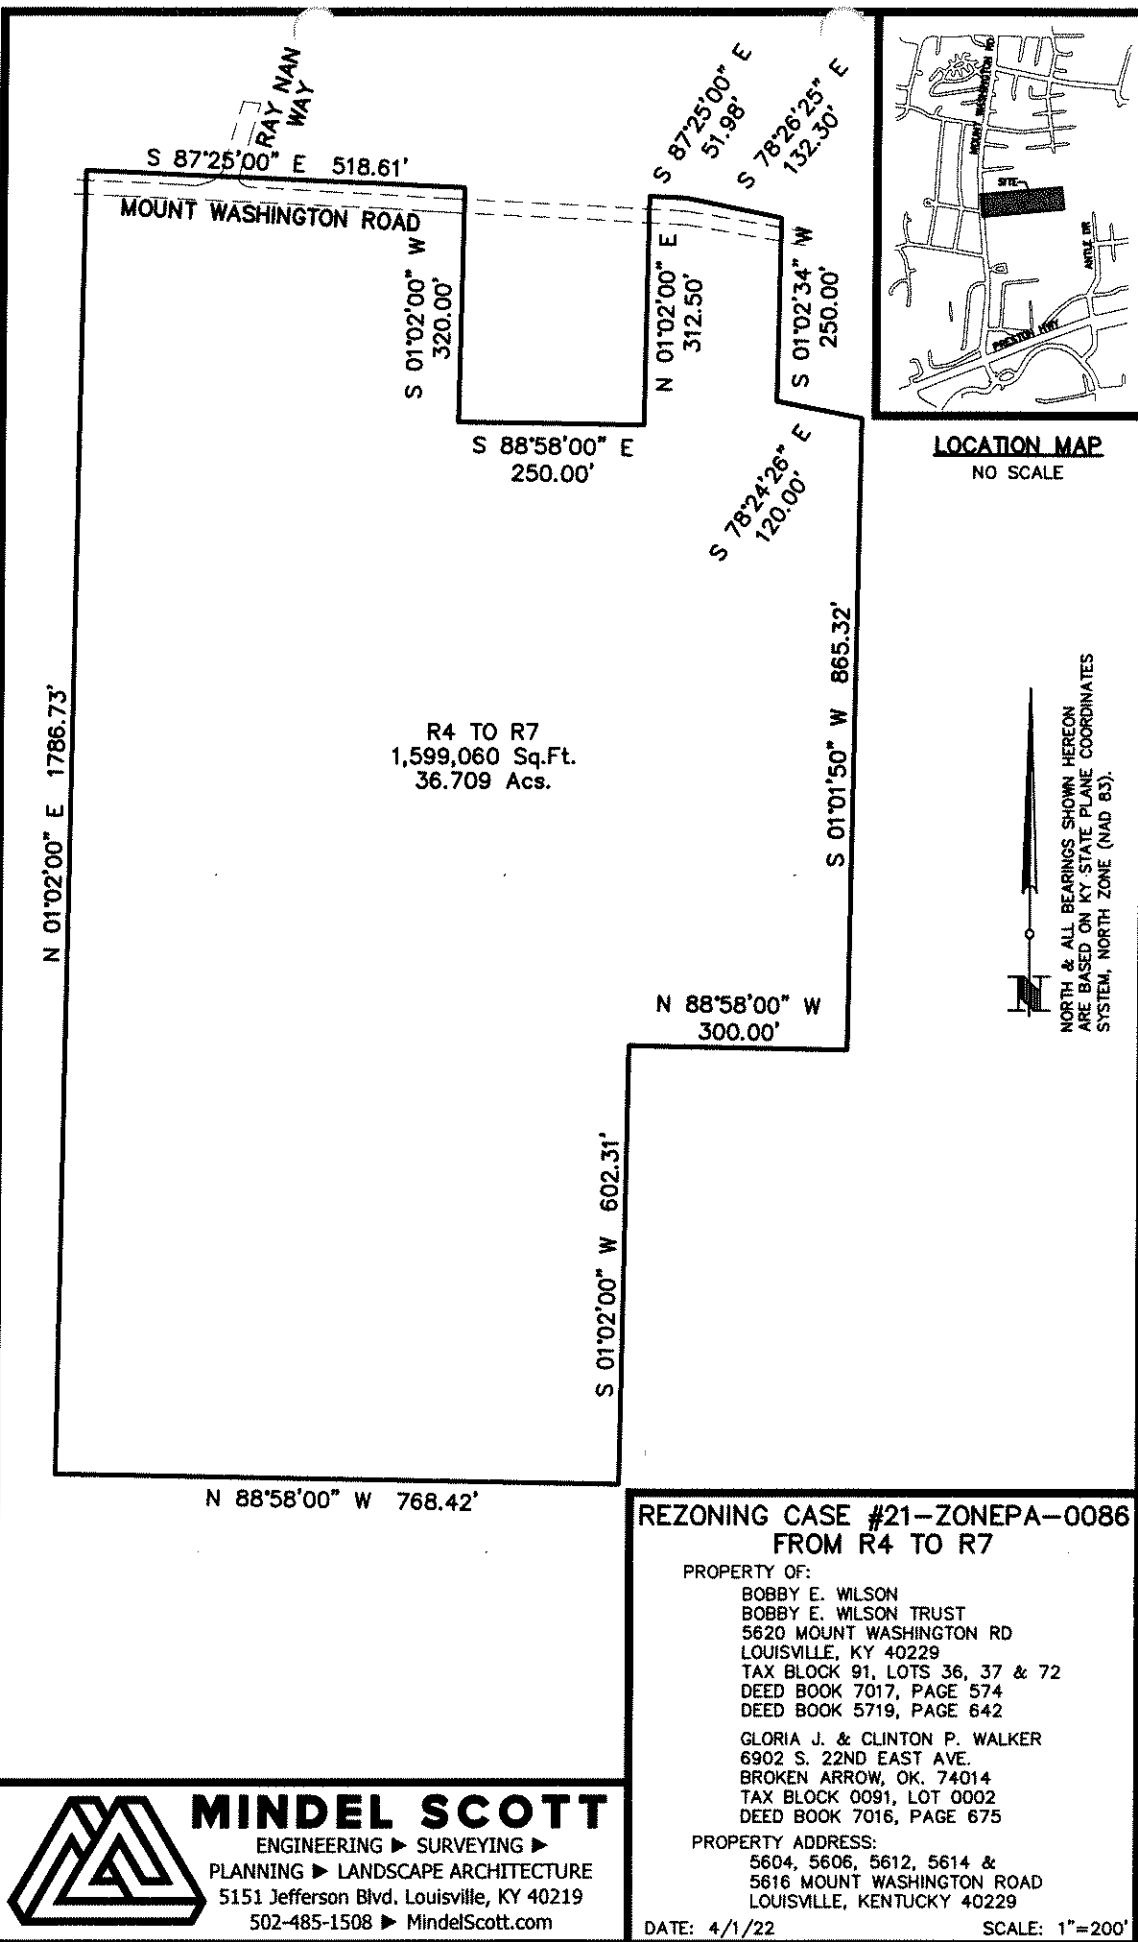 RAY NAN
WAY
S 87°25'00" E 518.61'
MOUNT WASHINGTON ROAD
S 87°25'00" E
51.98'
S 78°26'25" E
132.30'
S 01°02'00" W
320.00'
N 01°02'00" E
312.50'
S 01°02'34" W
250.00'
S 88°58'00" E
250.00'
S 78°24'26" E
120.00'
MOUNT WASHINGTON RD
SITE
ANTLE DR
PRESTON HWY
LOCATION MAP
NO SCALE
N 01°02'00" E 1786.73'
R4 TO R7
1,599,060 Sq.Ft.
36.709 Acs.
S 01°01'50" W 865.32'
N
NORTH & ALL BEARINGS SHOWN HEREON
ARE BASED ON KY STATE PLANE COORDINATES
SYSTEM, NORTH ZONE (NAD 83).
N 88°58'00" W
300.00'
S 01°02'00" W 602.31'
N 88°58'00" W 768.42'
REZONING CASE #21-ZONEPA-0086
FROM R4 TO R7
PROPERTY OF:
BOBBY E. WILSON
BOBBY E. WILSON TRUST
5620 MOUNT WASHINGTON RD
LOUISVILLE, KY 40229
TAX BLOCK 91, LOTS 36, 37 & 72
DEED BOOK 7017, PAGE 574
DEED BOOK 5719, PAGE 642
GLORIA J. & CLINTON P. WALKER
6902 S. 22ND EAST AVE.
BROKEN ARROW, OK. 74014
TAX BLOCK 0091, LOT 0002
DEED BOOK 7016, PAGE 675
PROPERTY ADDRESS:
5604, 5606, 5612, 5614 &
5616 MOUNT WASHINGTON ROAD
LOUISVILLE, KENTUCKY 40229
DATE: 4/1/22 SCALE: 1"=200'
MINDEL SCOTT
ENGINEERING ▶ SURVEYING ▶
PLANNING ▶ LANDSCAPE ARCHITECTURE
5151 Jefferson Blvd. Louisville, KY 40219
502-485-1508 ▶ MindelScott.com